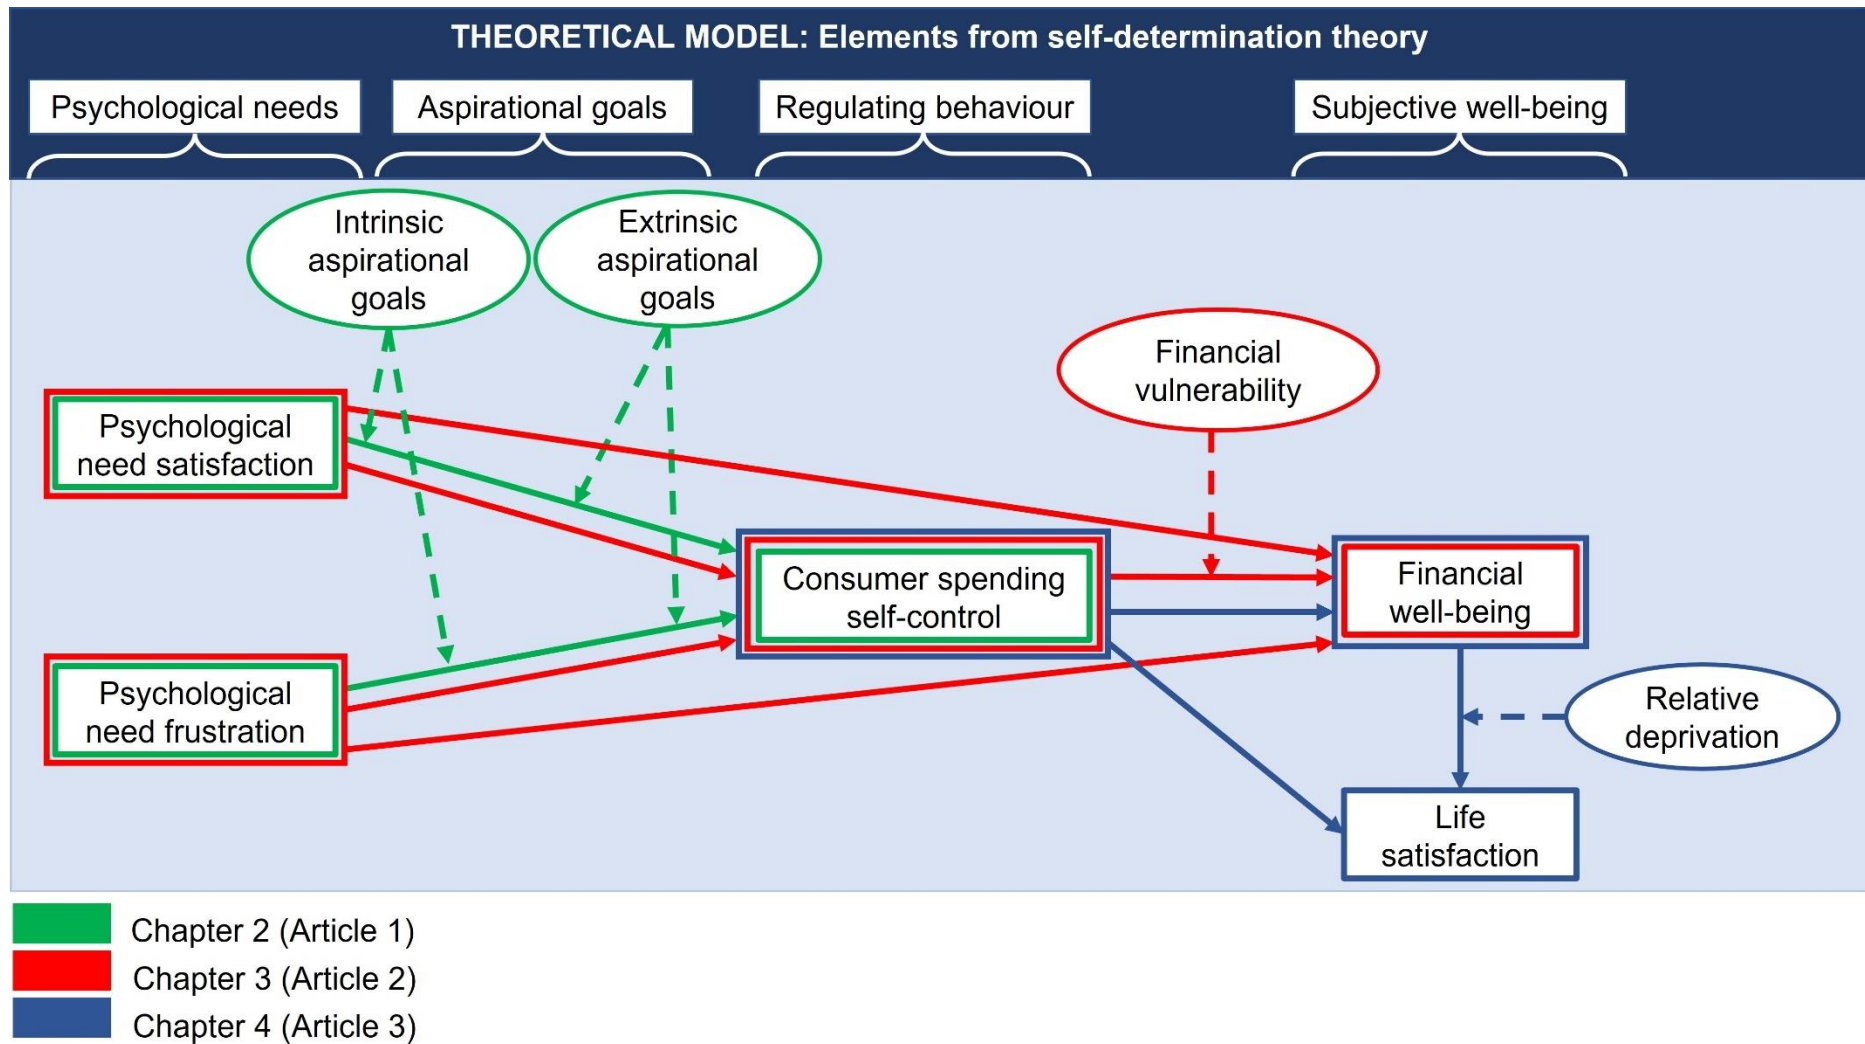 THEORETICAL MODEL: Elements from self-determination theory
Psychological needs
Aspirational goals
Regulating behaviour
Subjective well-being
Intrinsic
aspirational
goals
Extrinsic
aspirational
goals
Financial
vulnerability
Psychological
need satisfaction
Consumer spending
self-control
Financial
well-being
Psychological
need frustration
Relative
deprivation
Life
satisfaction
Chapter 2 (Article 1)
Chapter 3 (Article 2)
Chapter 4 (Article 3)